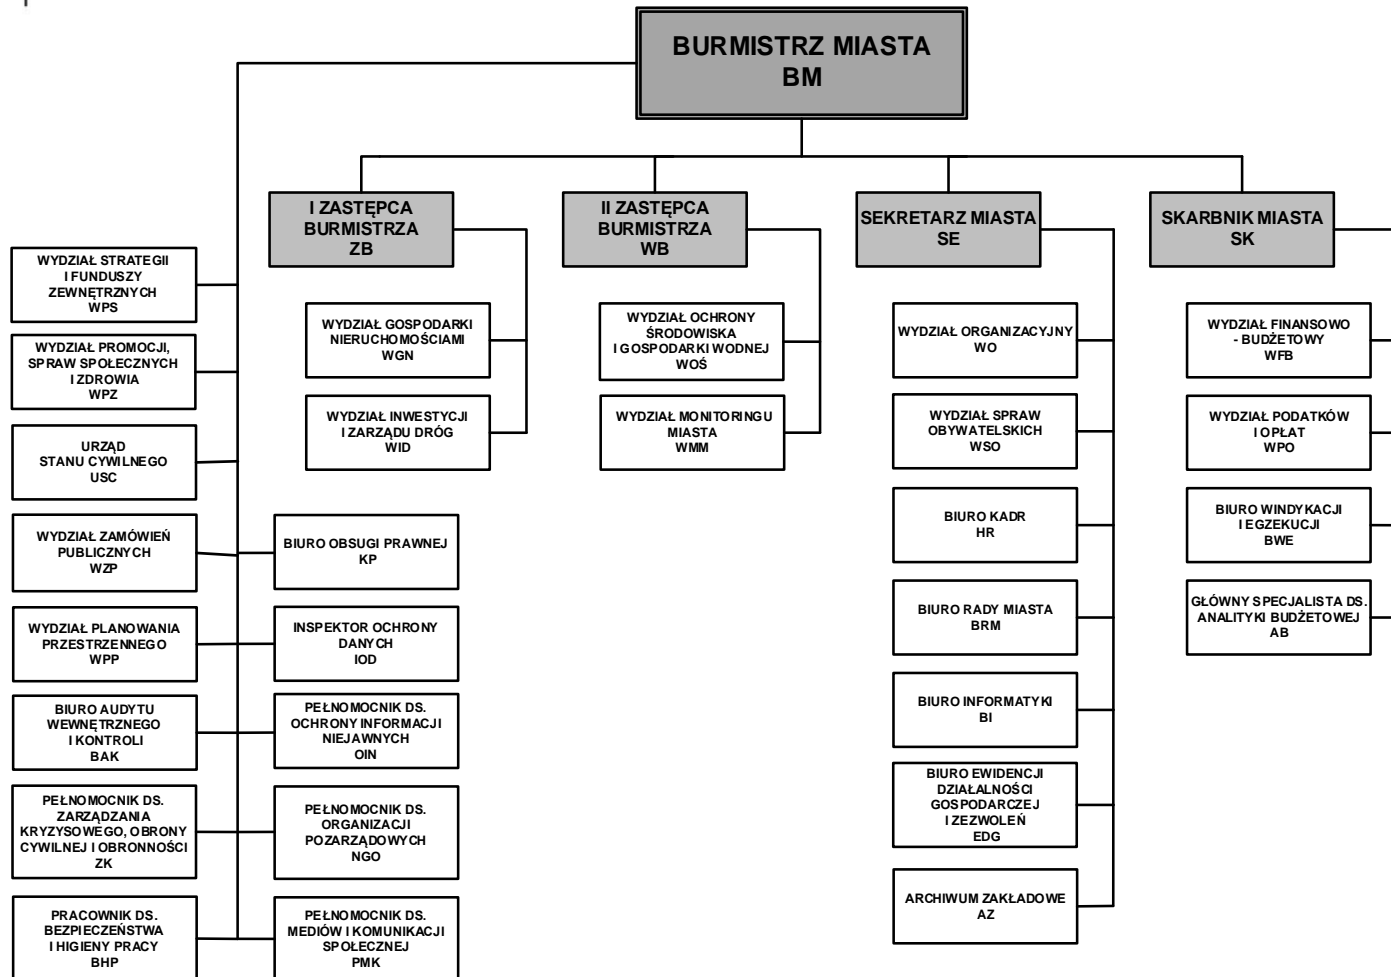 BURMISTRZ MIASTA
BM
I ZASTĘPCA
BURMISTRZA
ZB
II ZASTĘPCA
BURMISTRZA
WB
SEKRETARZ MIASTA
SE
SKARBNIK MIASTA
SK
WYDZIAŁ STRATEGII
I FUNDUSZY
ZEWNĘTRZNYCH
WPS
WYDZIAŁ PROMOCJI,
SPRAW SPOŁECZNYCH
I ZDROWIA
WPZ
URZĄD
STANU CYWILNEGO
USC
WYDZIAŁ ZAMÓWIEŃ
PUBLICZNYCH
WZP
WYDZIAŁ PLANOWANIA
PRZESTRZENNEGO
WPP
BIURO AUDYTU
WEWNĘTRZNEGO
I KONTROLI
BAK
PEŁNOMOCNIK DS.
ZARZĄDZANIA
KRYZYSOWEGO, OBRONY
CYWILNEJ I OBRONNOŚCI
ZK
PRACOWNIK DS.
BEZPIECZEŃSTWA
I HIGIENY PRACY
BHP
BIURO OBSUGI PRAWNEJ
KP
INSPEKTOR OCHRONY
DANYCH
IOD
PEŁNOMOCNIK DS.
OCHRONY INFORMACJI
NIEJAWNYCH
OIN
PEŁNOMOCNIK DS.
ORGANIZACJI
POZARZĄDOWYCH
NGO
PEŁNOMOCNIK DS.
MEDIÓW I KOMUNIKACJI
SPOŁECZNEJ
PMK
WYDZIAŁ GOSPODARKI
NIERUCHOMOŚCIAMI
WGN
WYDZIAŁ INWESTYCJI
I ZARZĄDU DRÓG
WID
WYDZIAŁ OCHRONY
ŚRODOWISKA
I GOSPODARKI WODNEJ
WOŚ
WYDZIAŁ MONITORINGU
MIASTA
WMM
WYDZIAŁ ORGANIZACYJNY
WO
WYDZIAŁ SPRAW
OBYWATELSKICH
WSO
BIURO KADR
HR
BIURO RADY MIASTA
BRM
BIURO INFORMATYKI
BI
BIURO EWIDENCJI
DZIAŁALNOŚCI
GOSPODARCZEJ
I ZEZWOLEŃ
EDG
ARCHIWUM ZAKŁADOWE
AZ
WYDZIAŁ FINANSOWO
- BUDŻETOWY
WFB
WYDZIAŁ PODATKÓW
I OPŁAT
WPO
BIURO WINDYKACJI
I EGZEKUCJI
BWE
GŁÓWNY SPECJALISTA DS.
ANALITYKI BUDŻETOWEJ
AB